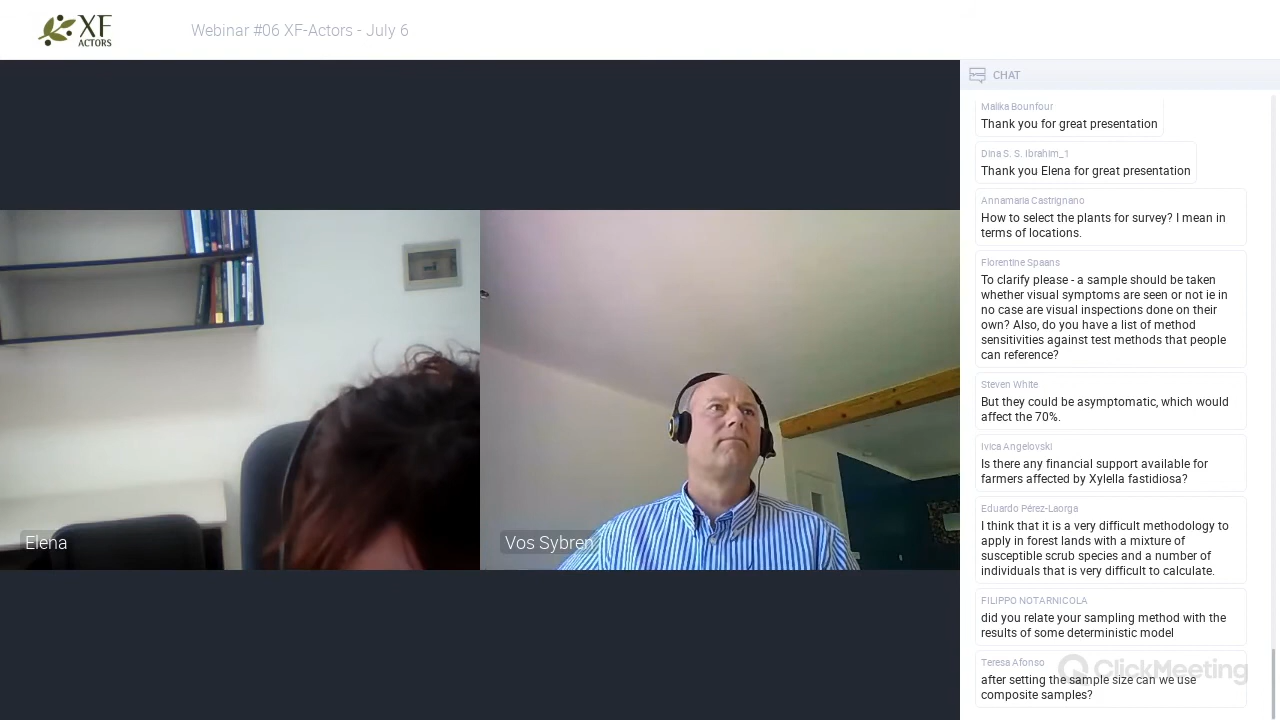 XF
ACTORS
Webinar #06 XF-Actors - July 6
CHAT
Malika Bounfour
Thank you for great presentation
Dina S. S. Ibrahim_1
Thank you Elena for great presentation
Annamaria Castrignano
How to select the plants for survey? I mean in
terms of locations.
Florentine Spaans
To clarify please - a sample should be taken
whether visual symptoms are seen or not ie in
no case are visual inspections done on their
own? Also, do you have a list of method
sensitivities against test methods that people
can reference?
Steven White
But they could be asymptomatic, which would
affect the 70%.
Ivica Angelovski
Is there any financial support available for
farmers affected by Xylella fastidiosa?
Eduardo Pérez-Laorga
I think that it is a very difficult methodology to
apply in forest lands with a mixture of
susceptible scrub species and a number of
individuals that is very difficult to calculate.
FILIPPO NOTARNICOLA
did you relate your sampling method with the
results of some deterministic model
Teresa Afonso
after setting the sample size can we use
composite samples?
ClickMeeting
Elena
Vos Sybren